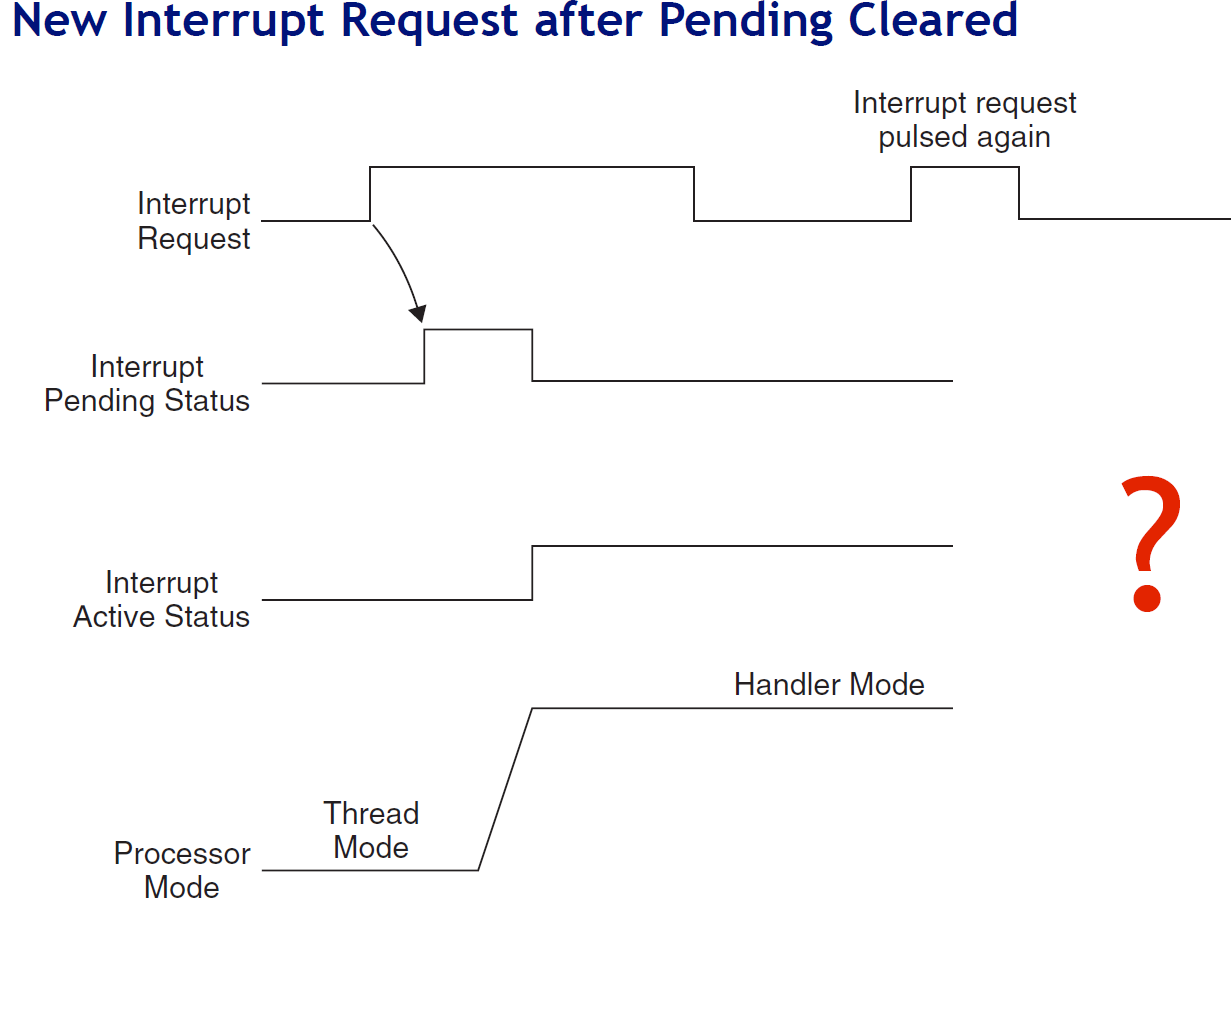 New Interrupt Request after Pending Cleared
Interrupt request
pulsed again
Interrupt
Request
Interrupt
Pending Status
?
Interrupt
Active Status
Handler Mode
Thread
Mode
Processor
Mode